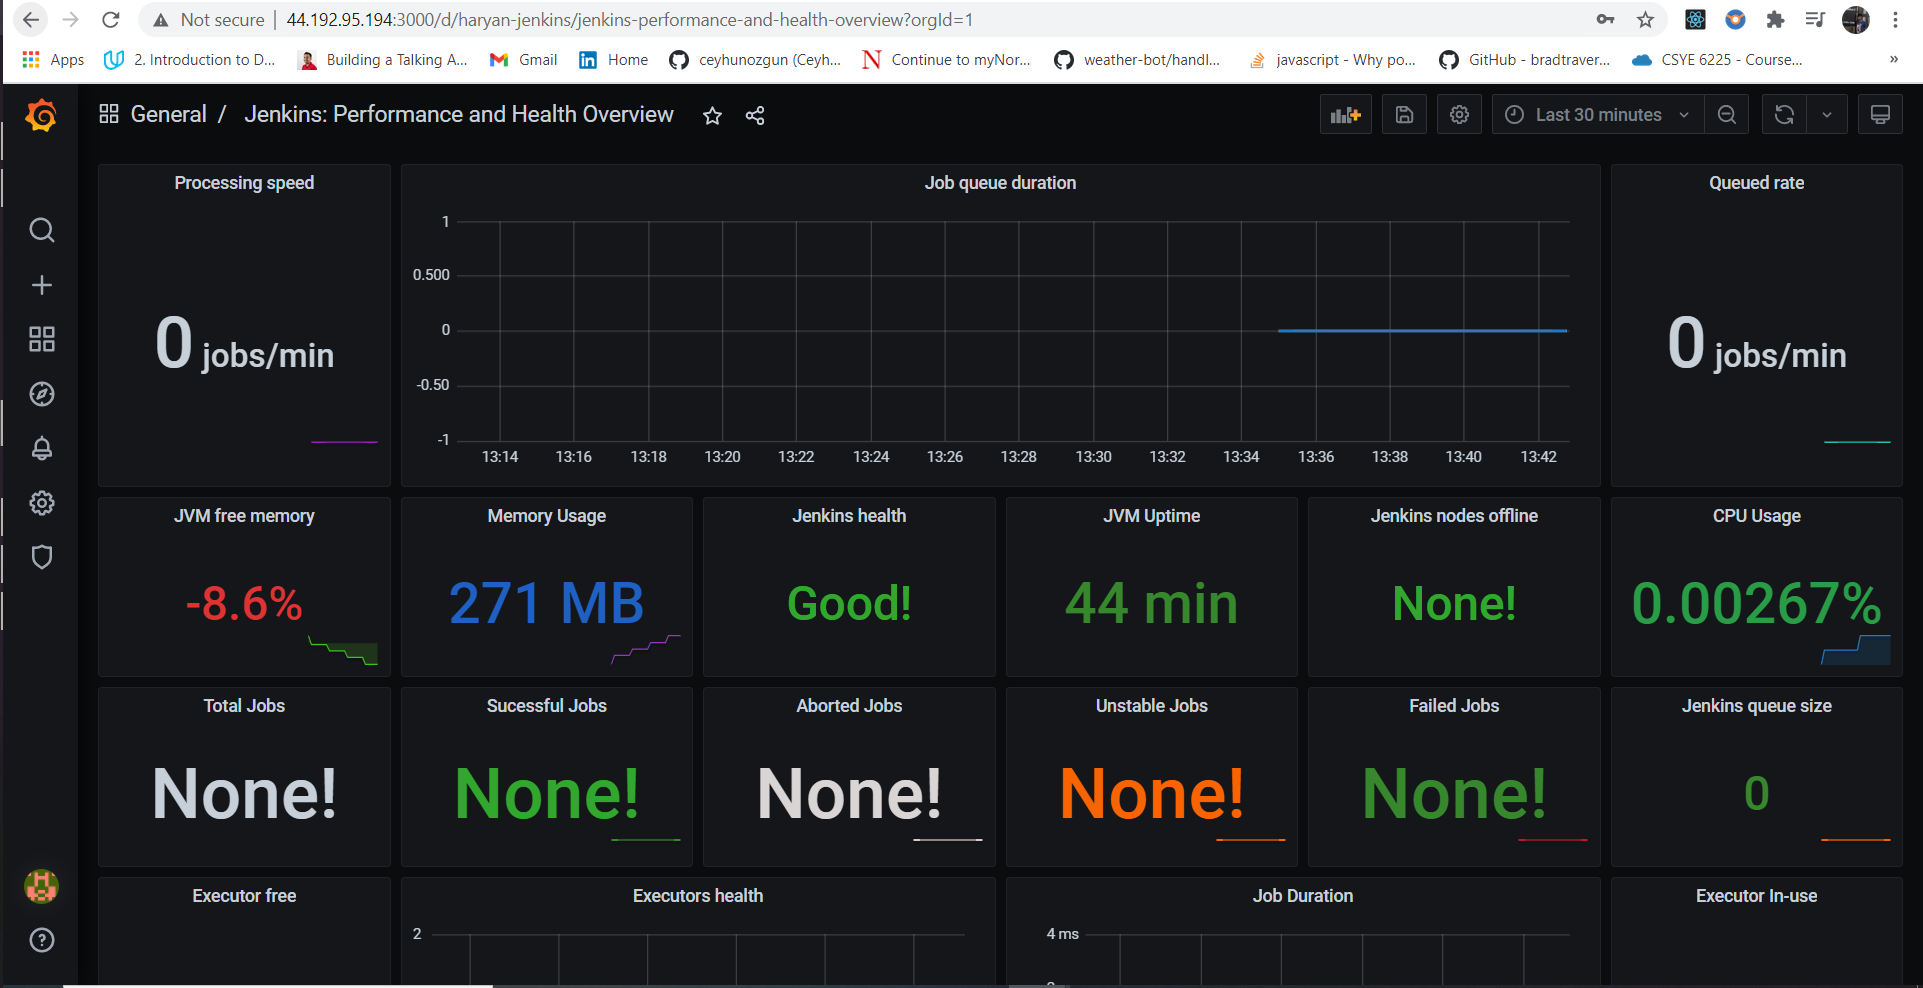 Not secure | 44.192.95.194:3000/d/haryan-jenkins/jenkins-performance-and-health-overview?orgId=1
Apps 2. Introduction to D... Building a Talking A... Gmail Home ceyhunozgun (Ceyh... Continue to myNor... weather-bot/handl... javascript - Why po... GitHub - bradtraver... CSYE 6225 - Course... »
General / Jenkins: Performance and Health Overview Last 30 minutes
Processing speed
0 jobs/min
Job queue duration
1
0.500
0
-0.50
-1
13:14 13:16 13:18 13:20 13:22 13:24 13:26 13:28 13:30 13:32 13:34 13:36 13:38 13:40 13:42
Queued rate
0 jobs/min
JVM free memory
-8.6%
Memory Usage
271 MB
Jenkins health
Good!
JVM Uptime
44 min
Jenkins nodes offline
None!
CPU Usage
0.00267%
Total Jobs
None!
Sucessful Jobs
None!
Aborted Jobs
None!
Unstable Jobs
None!
Failed Jobs
None!
Jenkins queue size
0
Executor free
Executors health
2
Job Duration
4 ms
Executor In-use